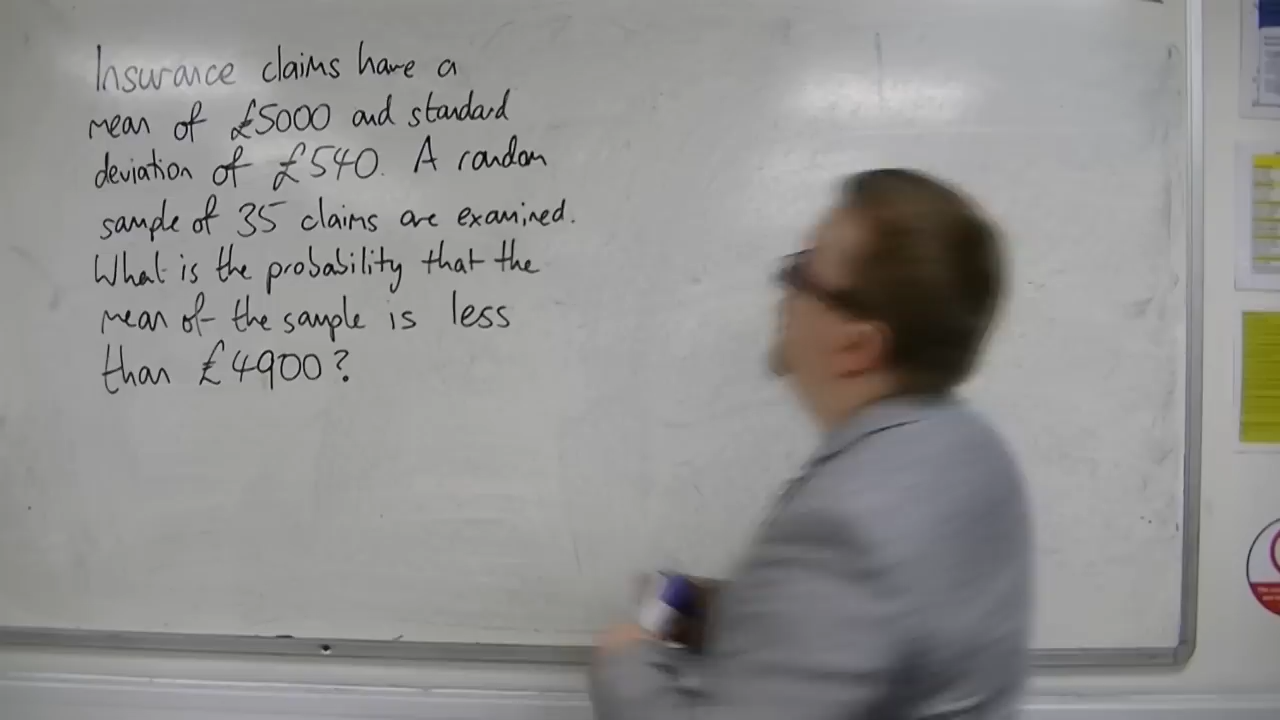 Insurance claims have a
mean of £5000 and standard
deviation of £540. A random
sample of 35 claims are examined.
What is the probability that the
mean of the sample is less
than £4900?